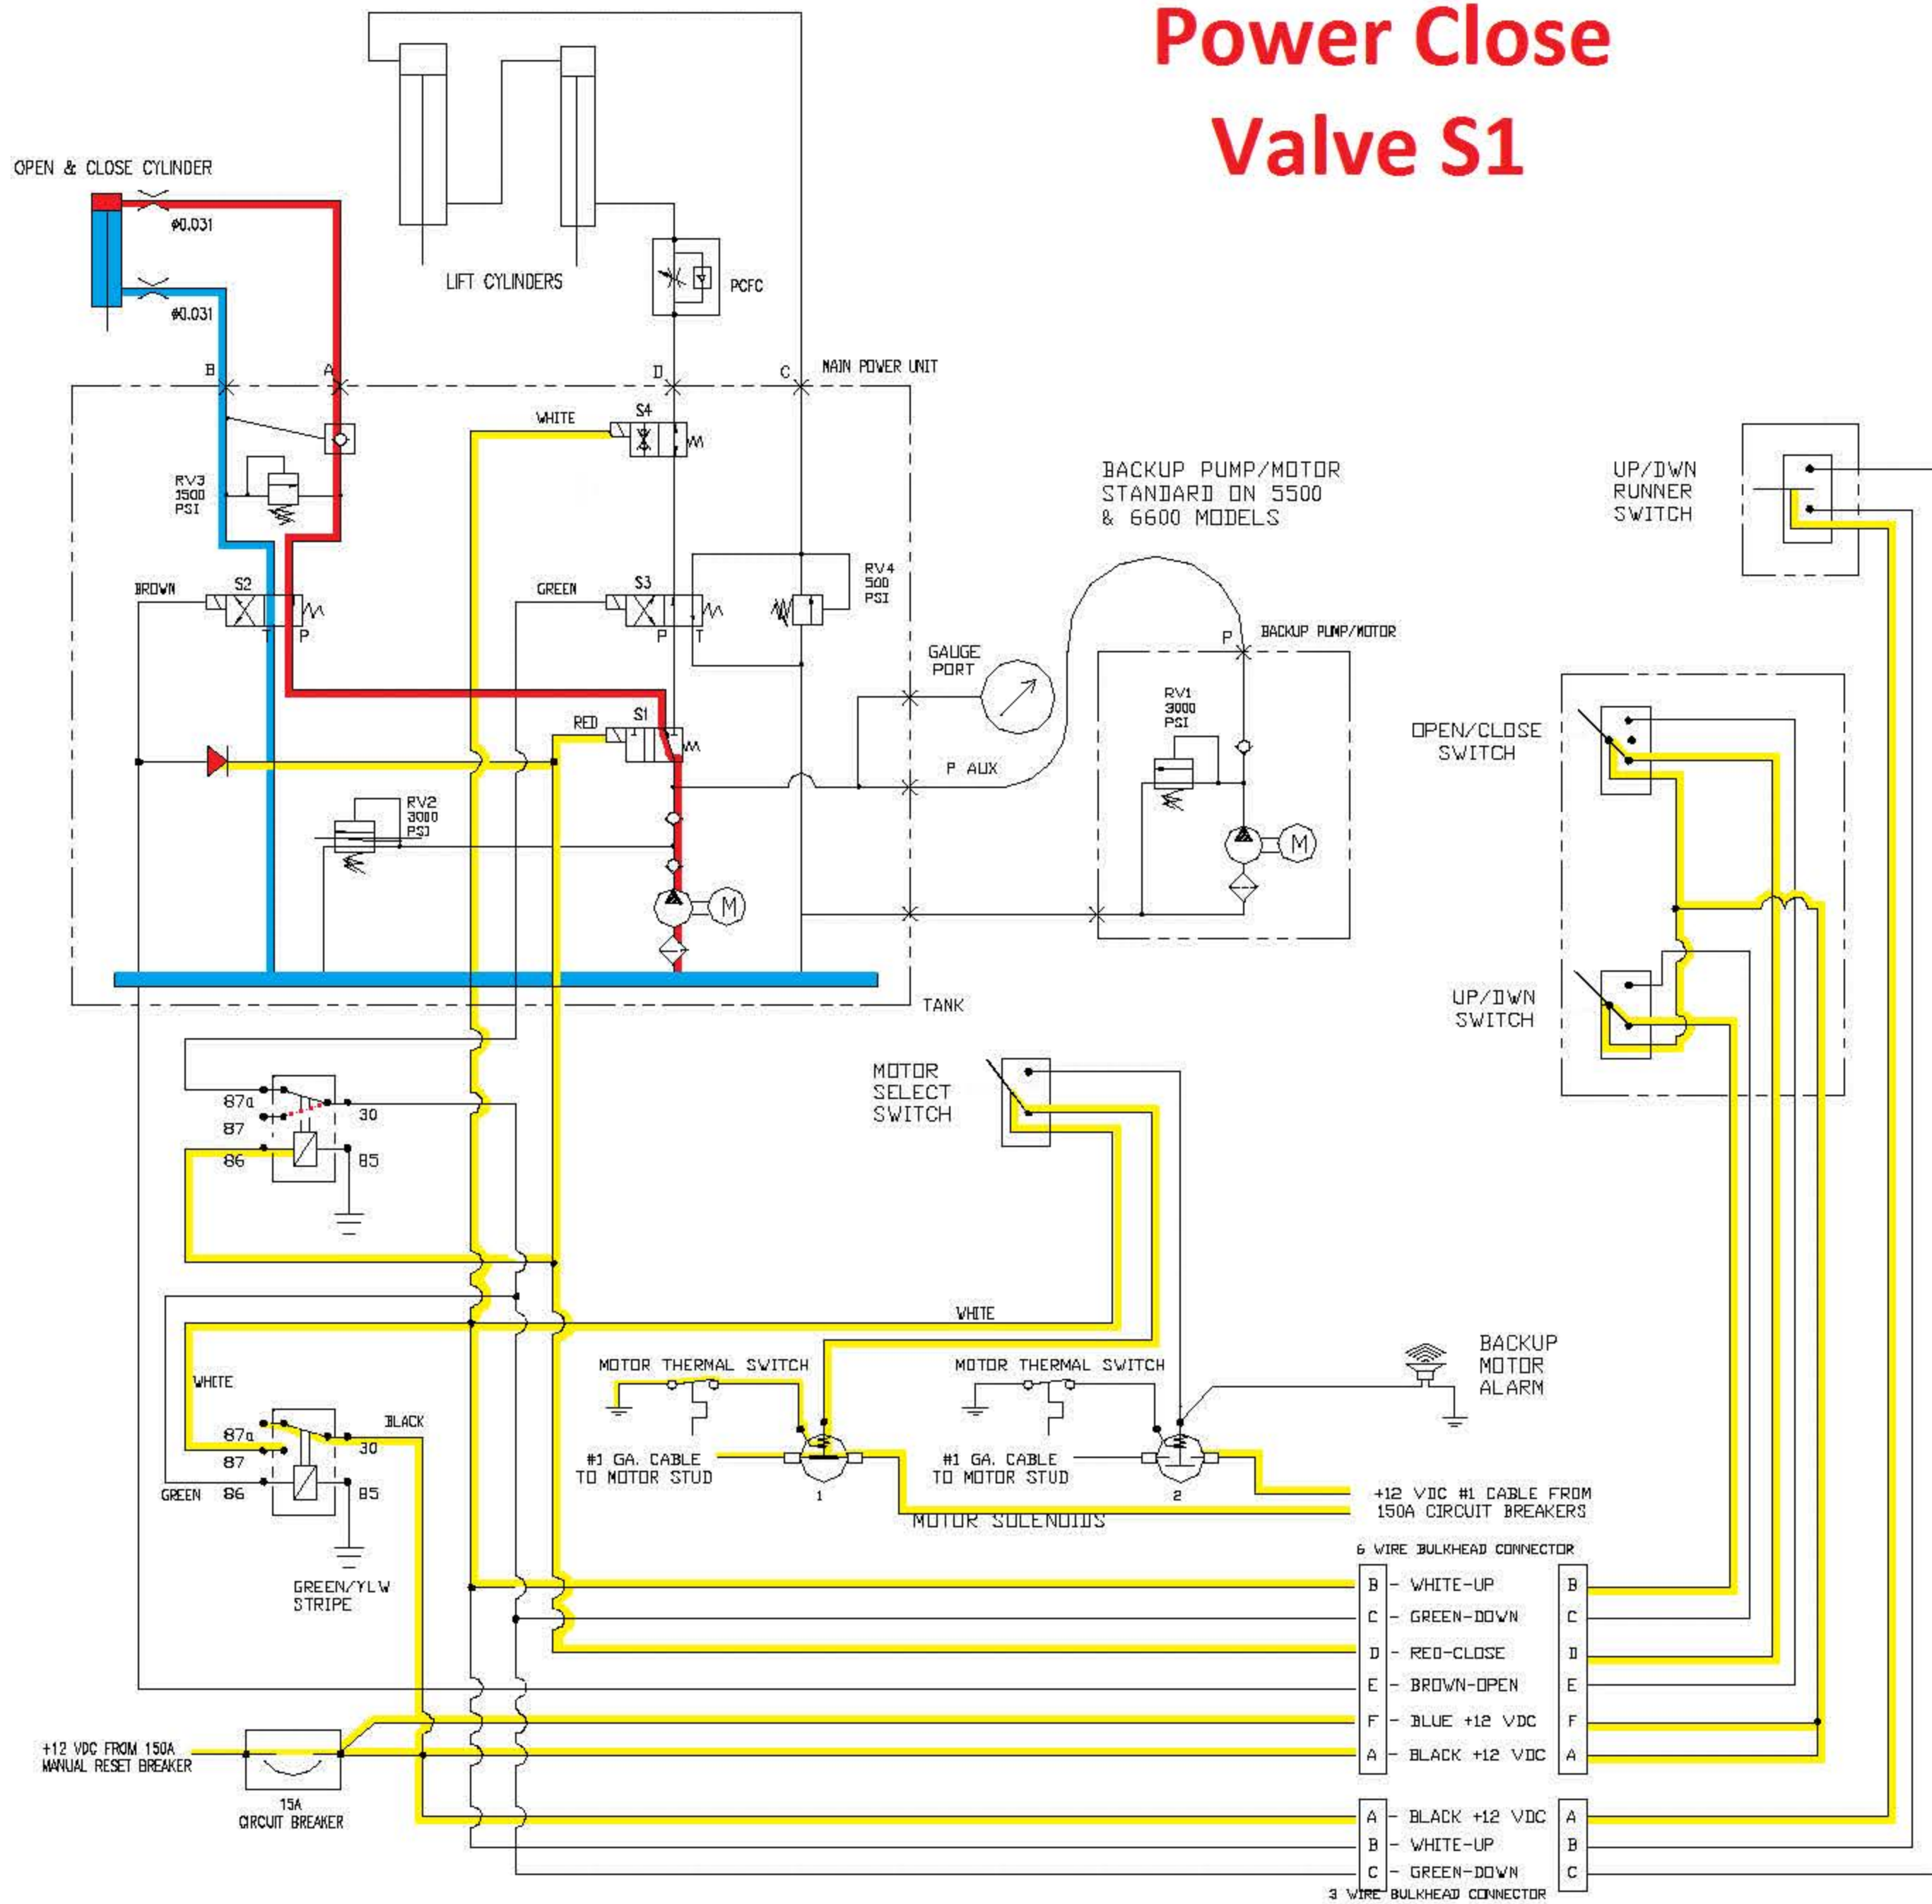 Power Close
Valve S1
OPEN & CLOSE CYLINDER
ø0.031
ø0.031
LIFT CYLINDERS
PCFC
B
A
D
C
MAIN POWER UNIT
WHITE
S4
RV3
1500
PSI
BROWN
S2
T
P
GREEN
S3
P
T
RV4
500
PSI
BACKUP PUMP/MOTOR
STANDARD ON 5500
& 6600 MODELS
UP/DWN
RUNNER
SWITCH
GAUGE
PORT
P
BACKUP PUMP/MOTOR
RV1
3000
PSI
M
RED
S1
P AUX
RV2
3000
PSI
M
TANK
OPEN/CLOSE
SWITCH
UP/DWN
SWITCH
MOTOR
SELECT
SWITCH
87a
87
86
30
85
WHITE
WHITE
87a
87
GREEN
86
BLACK
30
85
GREEN/YLW
STRIPE
MOTOR THERMAL SWITCH
#1 GA. CABLE
TO MOTOR STUD
1
MOTOR THERMAL SWITCH
#1 GA. CABLE
TO MOTOR STUD
2
MOTOR SOLENOIDS
BACKUP
MOTOR
ALARM
+12 VDC #1 CABLE FROM
150A CIRCUIT BREAKERS
6 WIRE BULKHEAD CONNECTOR
B - WHITE-UP B
C - GREEN-DOWN C
D - RED-CLOSE D
E - BROWN-OPEN E
F - BLUE +12 VDC F
A - BLACK +12 VDC A
+12 VDC FROM 150A
MANUAL RESET BREAKER
15A
CIRCUIT BREAKER
A - BLACK +12 VDC A
B - WHITE-UP B
C - GREEN-DOWN C
3 WIRE BULKHEAD CONNECTOR